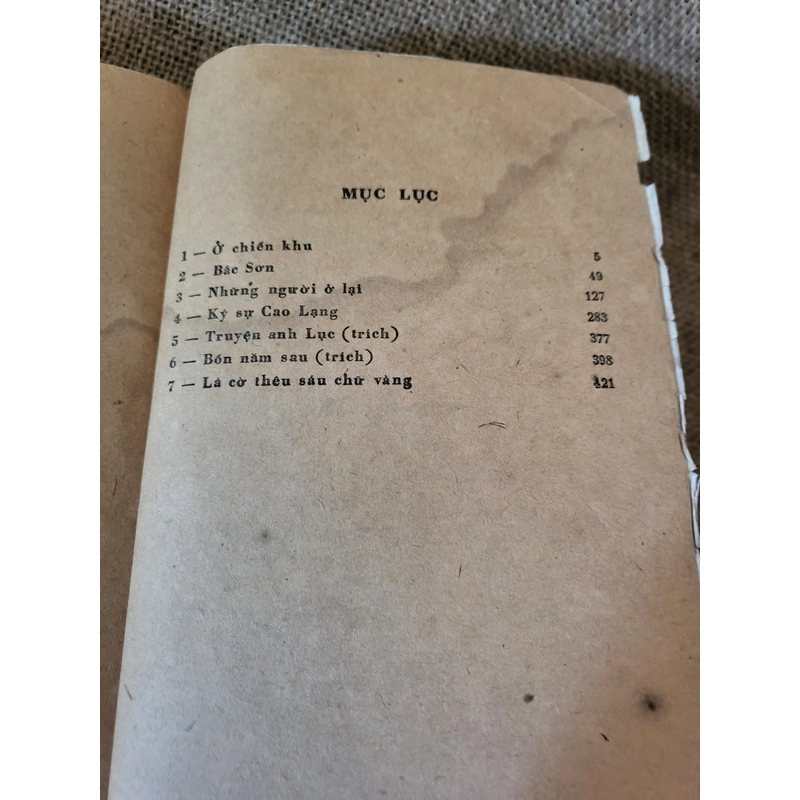 MỤC LỤC
1 — Ở chiến khu 5
2 — Bắc Sơn 49
3 — Những người ở lại 127
4 — Ký sự Cao Lạng 283
5 — Truyện anh Lục (trích) 377
6 — Bốn năm sau (trích) 398
7 — Lá cờ thêu sáu chữ vàng 421